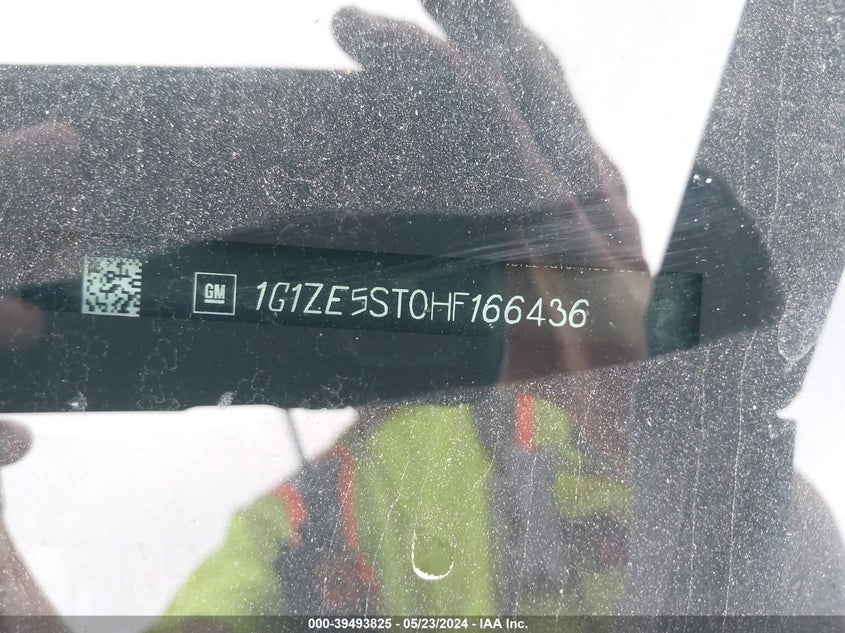 GM 1G1ZE5ST0HF166436
000-39493825 - 05/23/2024 - IAA Inc.